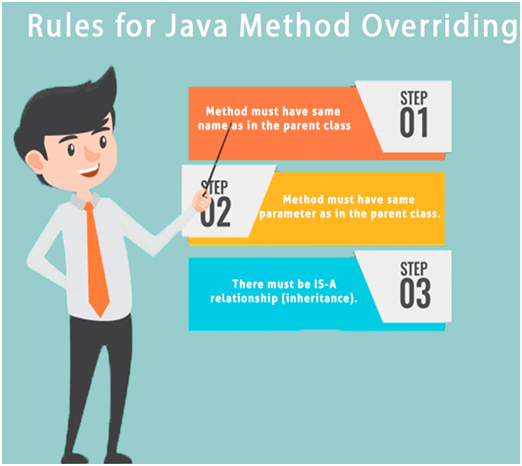 Rules for Java Method Overriding
Method must have same
name as in the parent class
STEP
01
STEP
02
Method must have same
parameter as in the parent class.
There must be IS-A
relationship (inheritance).
STEP
03